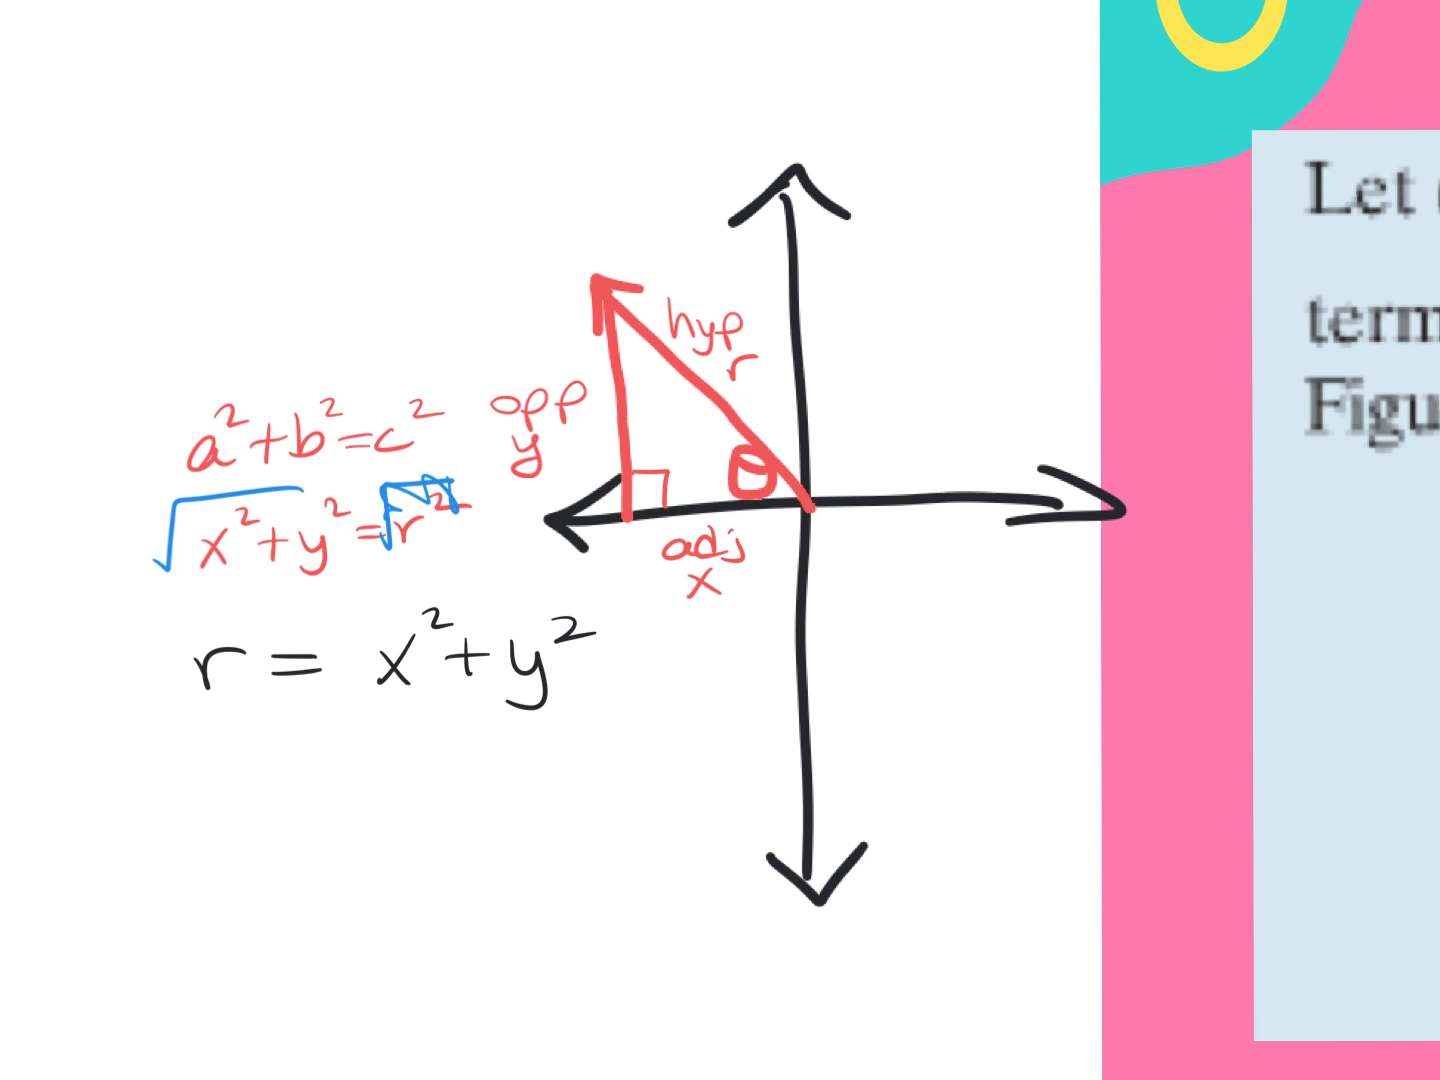 hyp
r
opp
y
θ
adj
x
a²+b²=c²
√x²+y² = √r²
r = x²+y²
Let
term
Figu